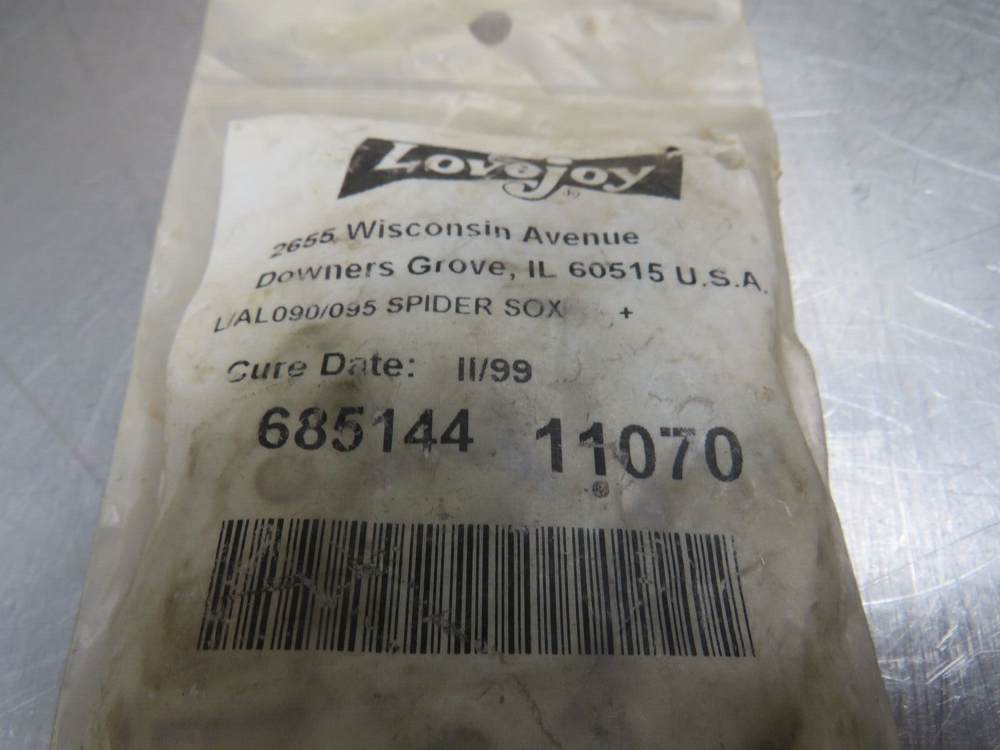 Lovejoy ®
2655 Wisconsin Avenue
Downers Grove, IL 60515 U.S.A.
L/AL090/095 SPIDER SOX +
Cure Date: II/99
685144 11070